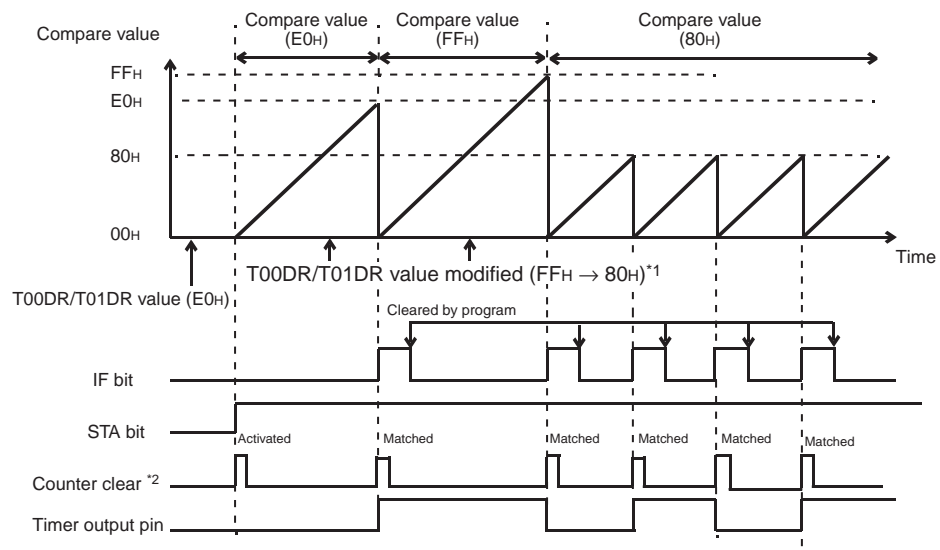 Compare value
Compare value (E0H)
Compare value (FFH)
Compare value (80H)
FFH
E0H
80H
00H
Time
T00DR/T01DR value modified (FFH → 80H)*1
T00DR/T01DR value (E0H)
Cleared by program
IF bit
STA bit
Activated
Matched
Matched
Matched
Matched
Matched
Counter clear *2
Timer output pin